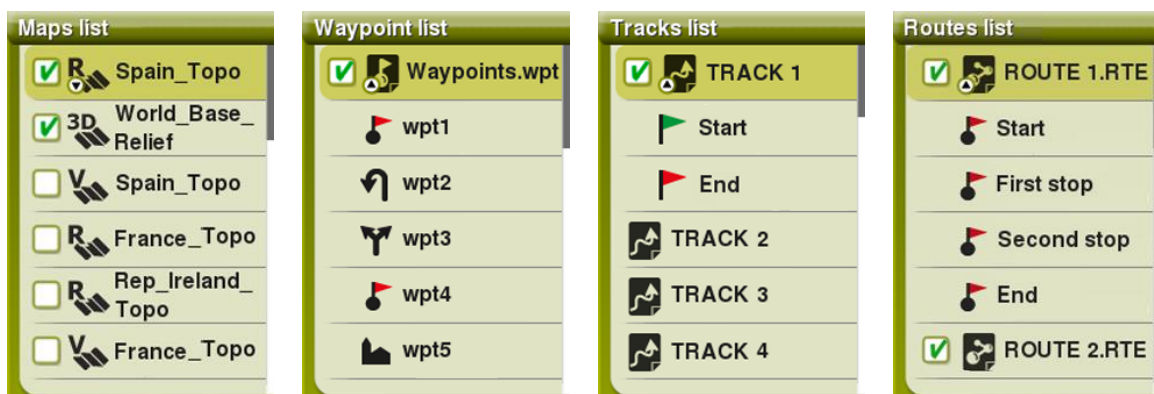 Maps list
R Spain_Topo
3D World_Base_
Relief
V Spain_Topo
R France_Topo
R Rep_Ireland_
Topo
V France_Topo
Waypoint list
Waypoints.wpt
wpt1
wpt2
wpt3
wpt4
wpt5
Tracks list
TRACK 1
Start
End
TRACK 2
TRACK 3
TRACK 4
Routes list
ROUTE 1.RTE
Start
First stop
Second stop
End
ROUTE 2.RTE